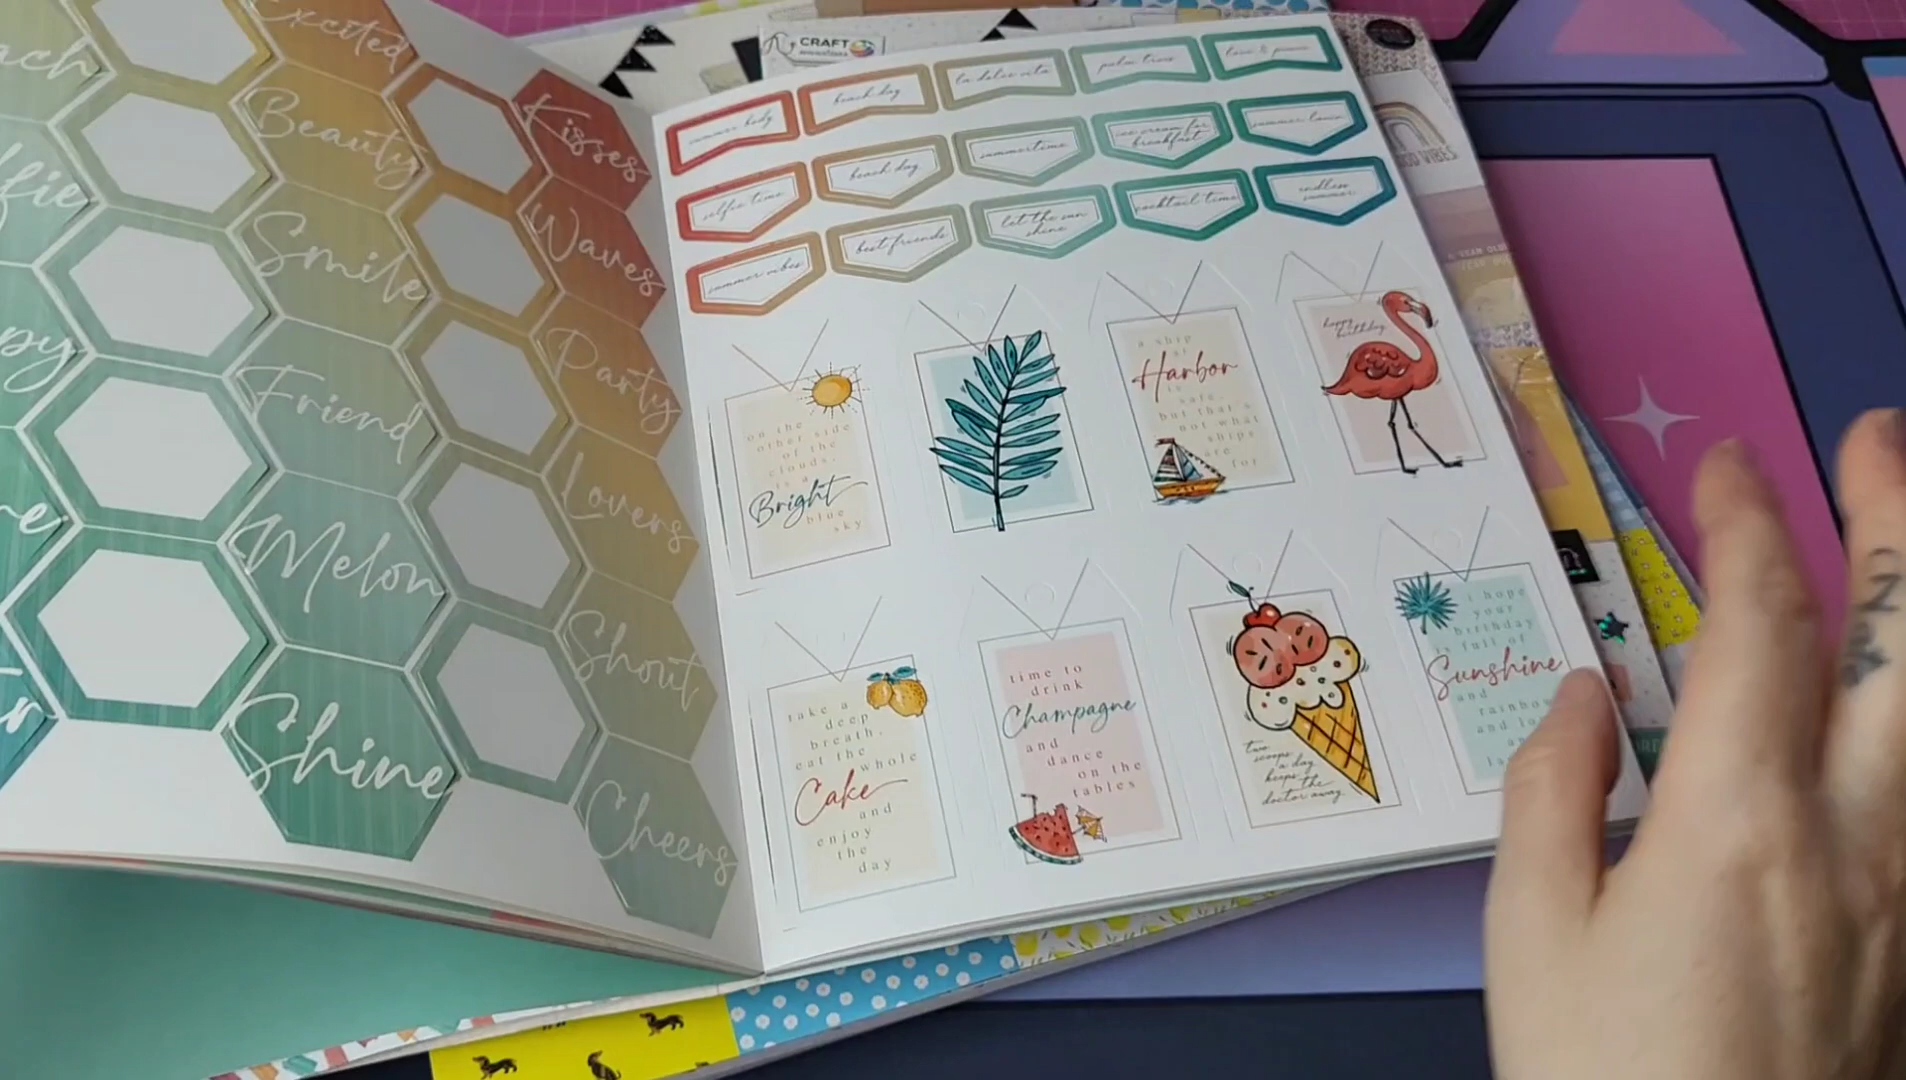 Excited
Beauty
Smile
Friend
Melon
Shine
Kisses
Waves
Party
Lovers
Shout
Cheers
CRAFT
summer body
beach day
la dolce vita
palm trees
selfie time
beach day
summertime
ice cream for
breakfast
summer vibes
best friends
let the sun
shine
cocktail time
endless
summer
on the
other side
of the
clouds,
is a
Bright
blue
sky
a ship
at
Harbor
is
safe,
but that's
not what
ships
are
for
happy
birthday
take a
deep
breath,
eat the
whole
Cake
and
enjoy
the
day
time to
drink
Champagne
and
dance
on the
tables
two
scoops
a day
keeps
the
doctor away
i hope
your
birthday
is full of
Sunshine
and
rainbows
and
VIBES